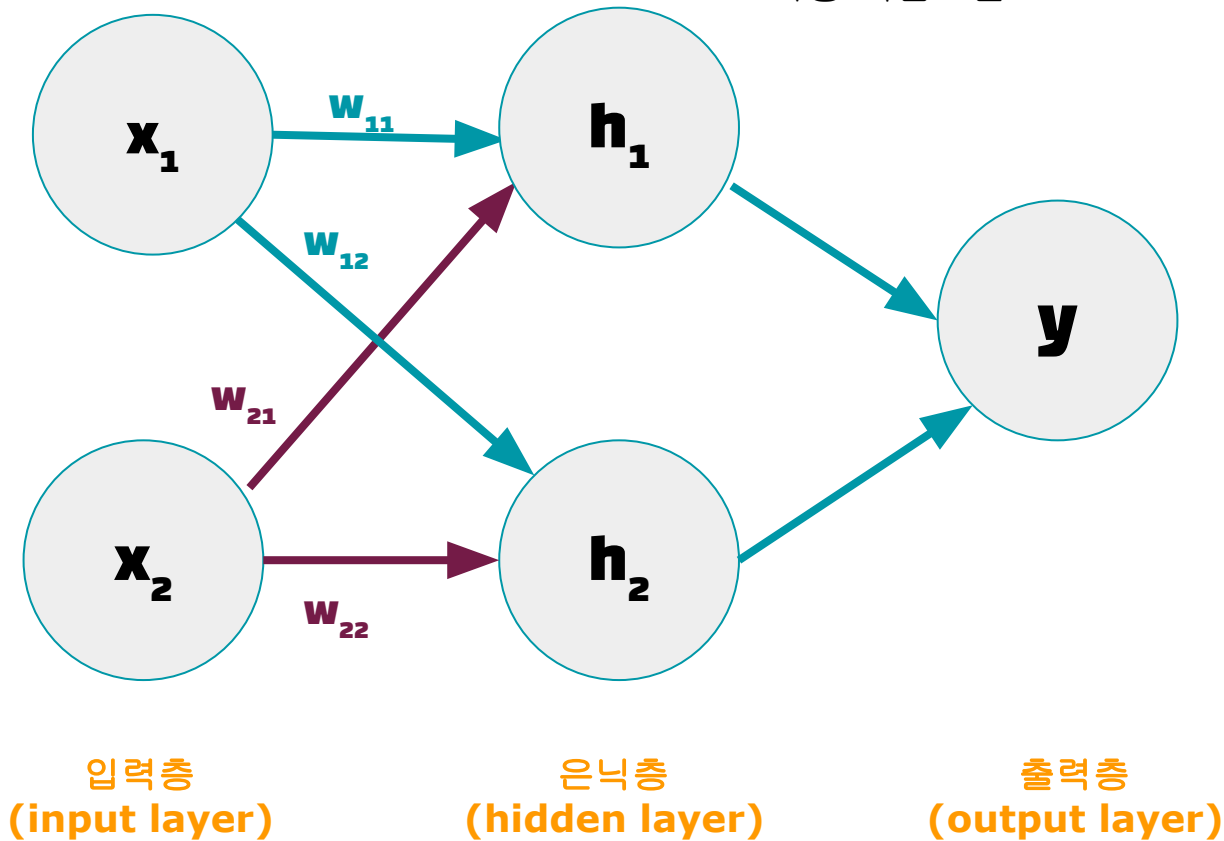 x₁
w₁₁
h₁
w₁₂
y
w₂₁
x₂
h₂
w₂₂
입력층
(input layer)
은닉층
(hidden layer)
출력층
(output layer)